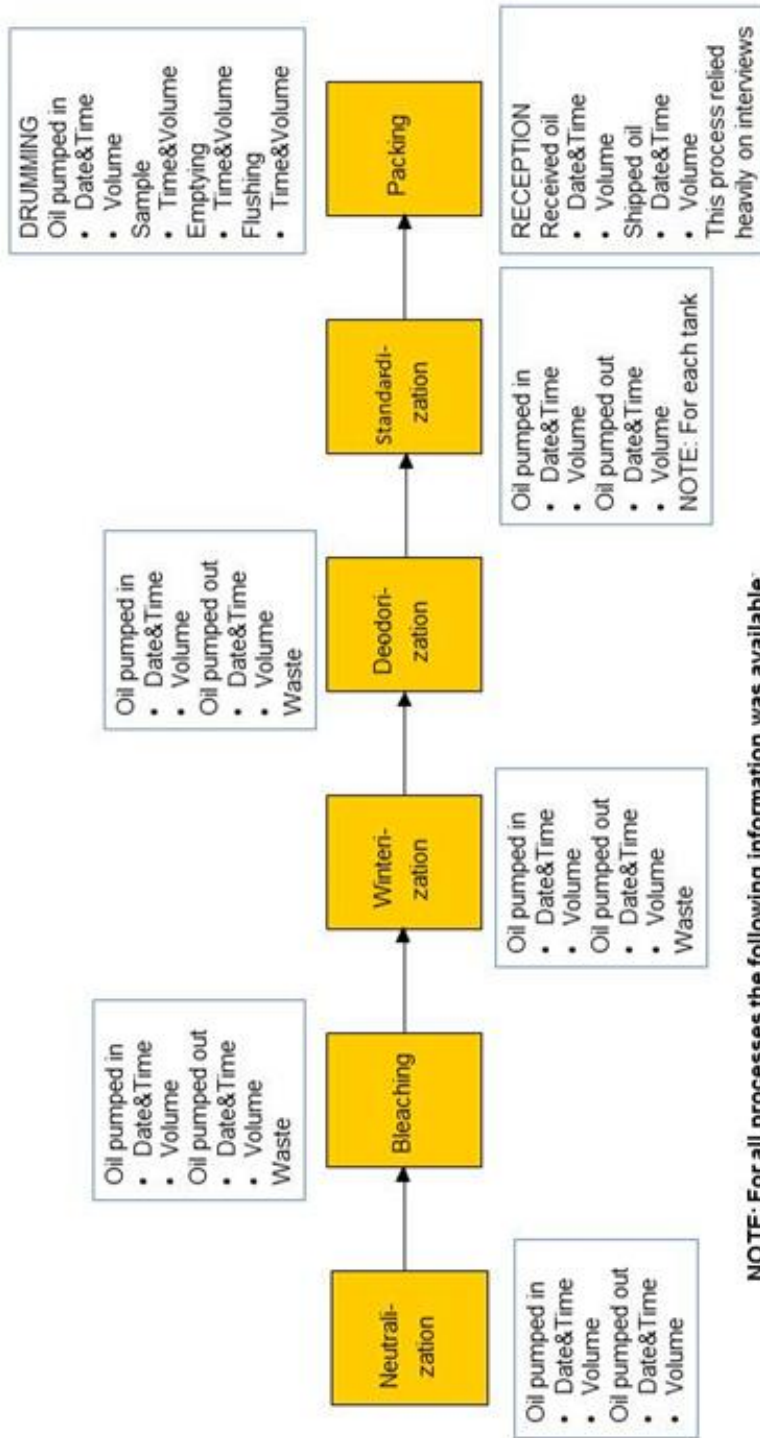 Neutrali-
zation
Oil pumped in
• Date&Time
• Volume
Oil pumped out
• Date&Time
• Volume
Oil pumped in
• Date&Time
• Volume
Oil pumped out
• Date&Time
• Volume
Waste
Bleaching
Winteri-
zation
Oil pumped in
• Date&Time
• Volume
Oil pumped out
• Date&Time
• Volume
Waste
Oil pumped in
• Date&Time
• Volume
Oil pumped out
• Date&Time
• Volume
Waste
Deodori-
zation
Standardi-
zation
Oil pumped in
• Date&Time
• Volume
Oil pumped out
• Date&Time
• Volume
NOTE: For each tank
DRUMMING
Oil pumped in
• Date&Time
• Volume
Sample
• Time&Volume
Emptying
• Time&Volume
Flushing
• Time&Volume
Packing
RECEPTION
Received oil
• Date&Time
• Volume
Shipped oil
• Date&Time
• Volume
This process relied
heavily on interviews
NOTE: For all processes the following information was available: